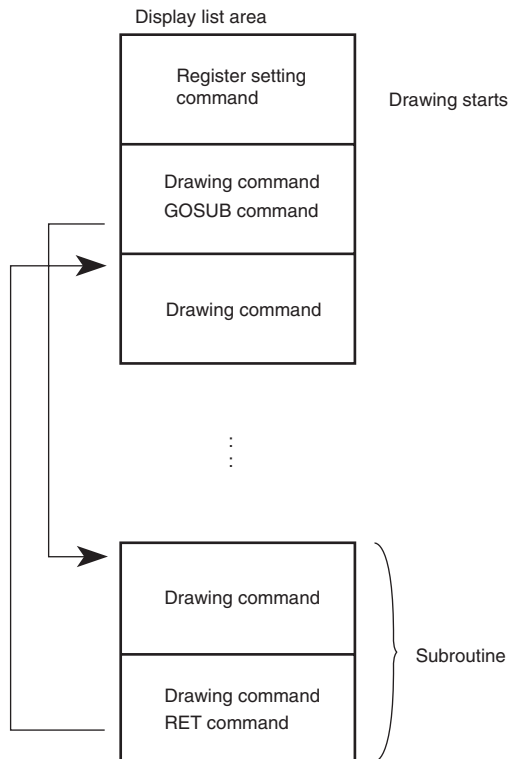 Display list area
Register setting
command
Drawing starts
Drawing command
GOSUB command
Drawing command
Drawing command
Subroutine
Drawing command
RET command